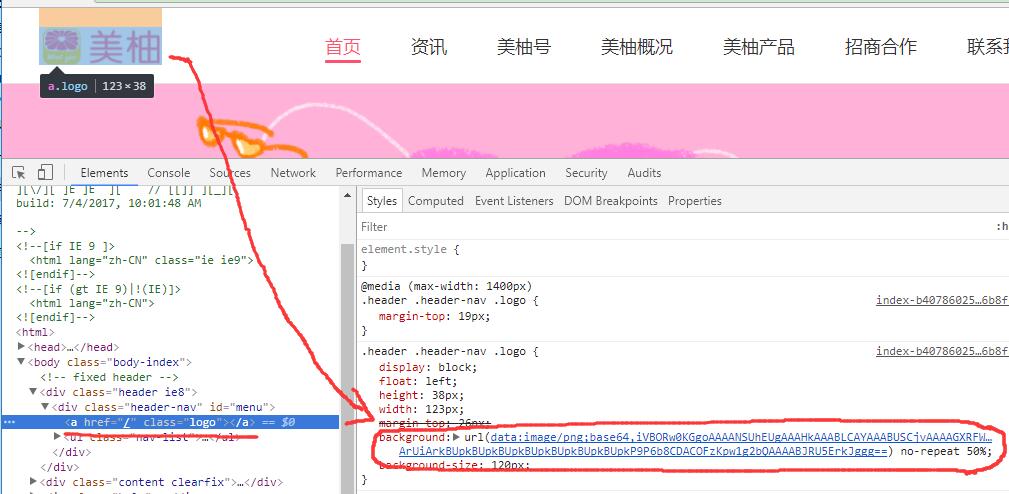 美柚
首页 资讯 美柚号 美柚概况 美柚产品 招商合作
a.logo 123×38
Elements Console Sources Network Performance Memory Application Security Audits
build: 7/4/2017, 10:01:48 AM
-->
<!--[if IE 9 ]>
<html lang="zh-CN" class="ie ie9">
<![endif]-->
<!--[if (gt IE 9)|!(IE)]>
<html lang="zh-CN">
<![endif]-->
<html>
▶<head>…</head>
▼<body class="body-index">
<!-- fixed header -->
▼<div class="header ie8">
▼<div class="header-nav" id="menu">
… <a href="/" class="logo"></a> == $0
▶<ul class="nav-list">…</ul>
</div>
</div>
▶<div class="content clearfix">…</div>
Styles Computed Event Listeners DOM Breakpoints Properties
Filter :h
element.style {
}
@media (max-width: 1400px)
.header .header-nav .logo { index-b40786025…6b8f
margin-top: 19px;
}
.header .header-nav .logo { index-b40786025…6b8f
display: block;
float: left;
height: 38px;
width: 123px;
margin-top: 26px;
background:▶url(data:image/png;base64,iVBORw0KGgoAAAANSUhEUgAAAHkAAABLCAYAAABUSCjvAAAAGXRFW…
ArUiArkBUpkBUpkBUpkBUpkBUpkBUpkBUpkP9P6b8CDACOFzKpw1g2bQAAAABJRU5ErkJggg==) no-repeat 50%;
background-size: 120px;
}